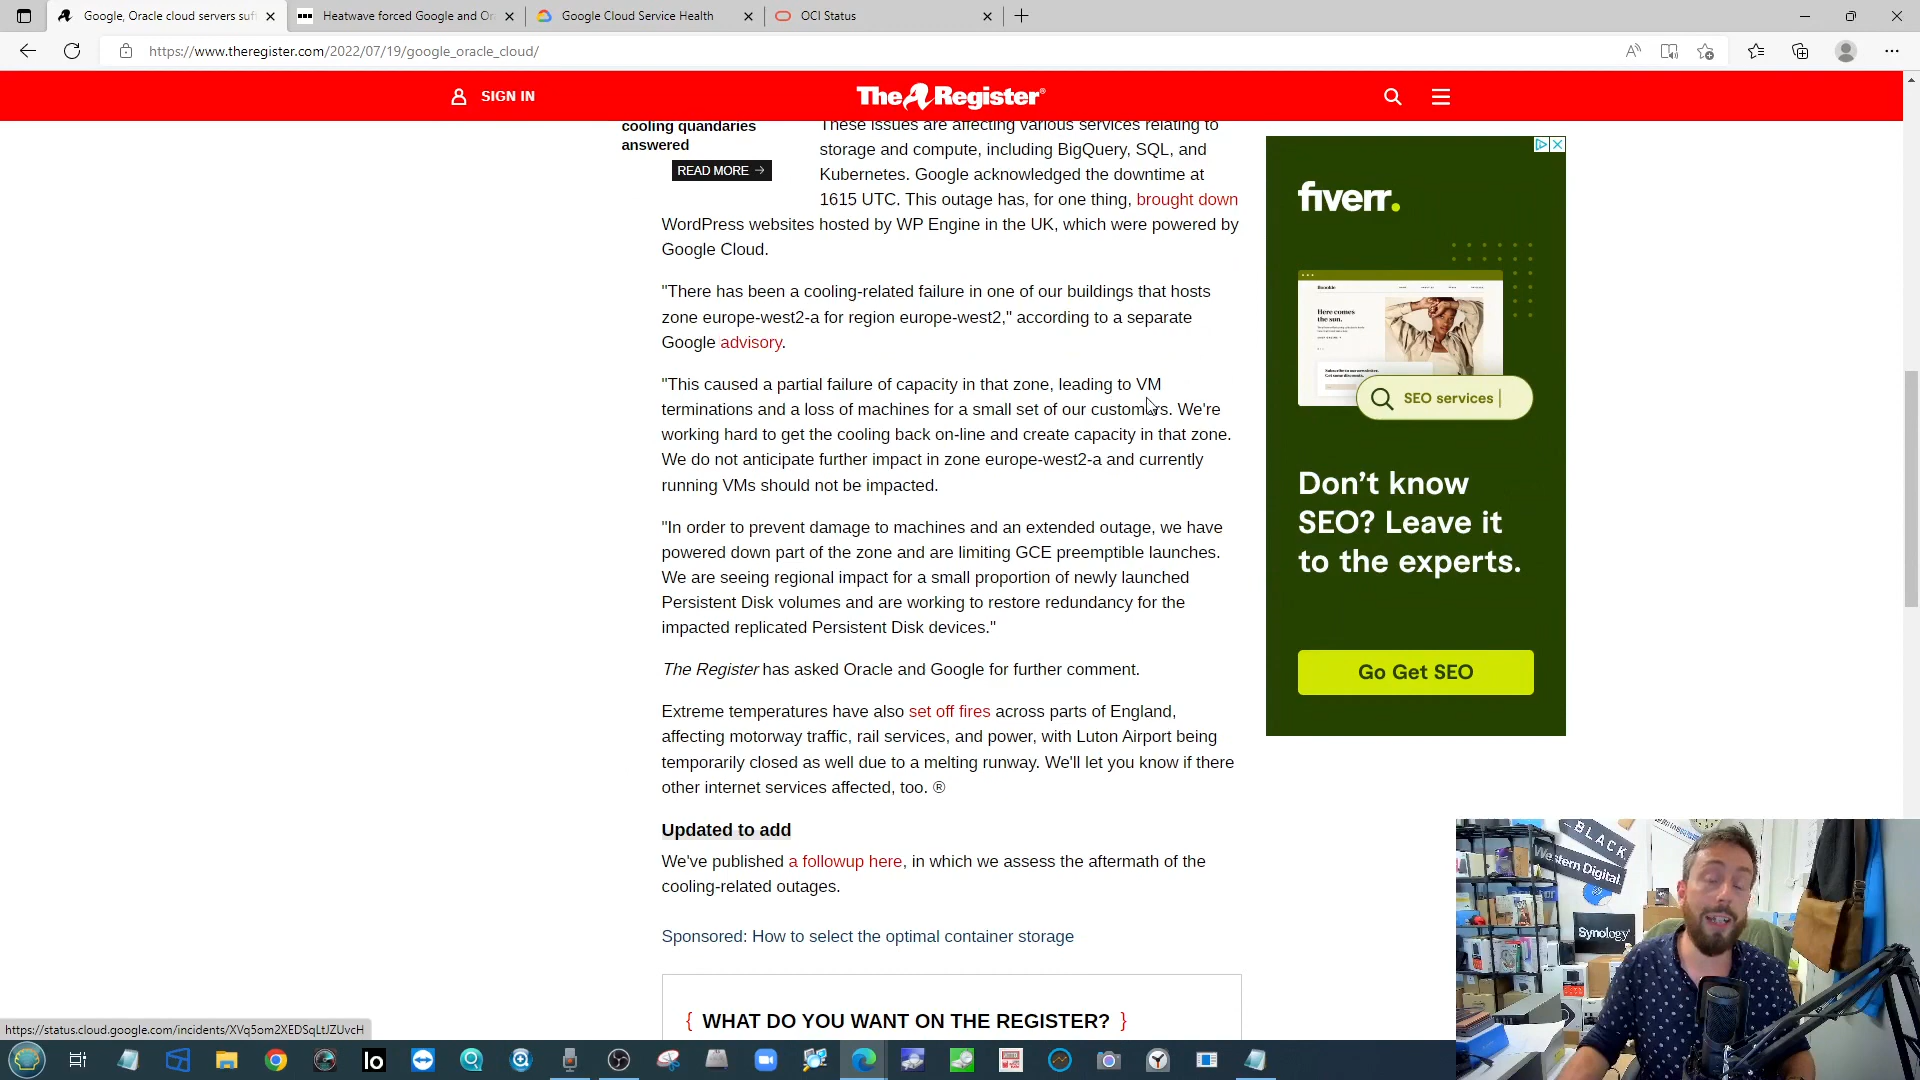 Google, Oracle cloud servers suf
Heatwave forced Google and Or
Google Cloud Service Health
OCI Status
https://www.theregister.com/2022/07/19/google_oracle_cloud/
SIGN IN
The Register®
cooling quandaries
answered
READ MORE →
These issues are affecting various services relating to
storage and compute, including BigQuery, SQL, and
Kubernetes. Google acknowledged the downtime at
1615 UTC. This outage has, for one thing, brought down
WordPress websites hosted by WP Engine in the UK, which were powered by
Google Cloud.
"There has been a cooling-related failure in one of our buildings that hosts
zone europe-west2-a for region europe-west2," according to a separate
Google advisory.
"This caused a partial failure of capacity in that zone, leading to VM
terminations and a loss of machines for a small set of our customers. We're
working hard to get the cooling back on-line and create capacity in that zone.
We do not anticipate further impact in zone europe-west2-a and currently
running VMs should not be impacted.
"In order to prevent damage to machines and an extended outage, we have
powered down part of the zone and are limiting GCE preemptible launches.
We are seeing regional impact for a small proportion of newly launched
Persistent Disk volumes and are working to restore redundancy for the
impacted replicated Persistent Disk devices."
The Register has asked Oracle and Google for further comment.
Extreme temperatures have also set off fires across parts of England,
affecting motorway traffic, rail services, and power, with Luton Airport being
temporarily closed as well due to a melting runway. We'll let you know if there
other internet services affected, too. ®
Updated to add
We've published a followup here, in which we assess the aftermath of the
cooling-related outages.
Sponsored: How to select the optimal container storage
{ WHAT DO YOU WANT ON THE REGISTER? }
fiverr.
Here comes
the sun.
SEO services
Don't know
SEO? Leave it
to the experts.
Go Get SEO
BLACK
Western Digital.
Synology
https://status.cloud.google.com/incidents/XVq5om2XEDSqLtJZUvcH
lo